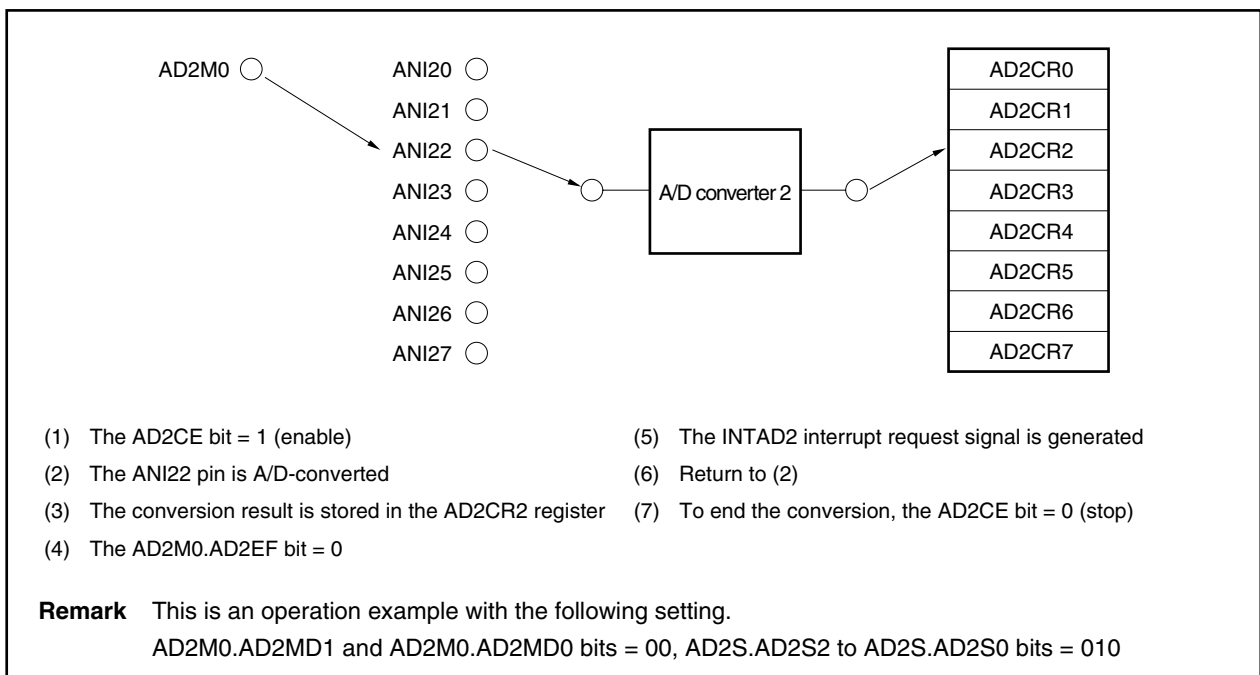 AD2M0
ANI20
ANI21
ANI22
ANI23
ANI24
ANI25
ANI26
ANI27
A/D converter 2
AD2CR0
AD2CR1
AD2CR2
AD2CR3
AD2CR4
AD2CR5
AD2CR6
AD2CR7
(1) The AD2CE bit = 1 (enable)
(2) The ANI22 pin is A/D-converted
(3) The conversion result is stored in the AD2CR2 register
(4) The AD2M0.AD2EF bit = 0
(5) The INTAD2 interrupt request signal is generated
(6) Return to (2)
(7) To end the conversion, the AD2CE bit = 0 (stop)
Remark This is an operation example with the following setting.
AD2M0.AD2MD1 and AD2M0.AD2MD0 bits = 00, AD2S.AD2S2 to AD2S.AD2S0 bits = 010